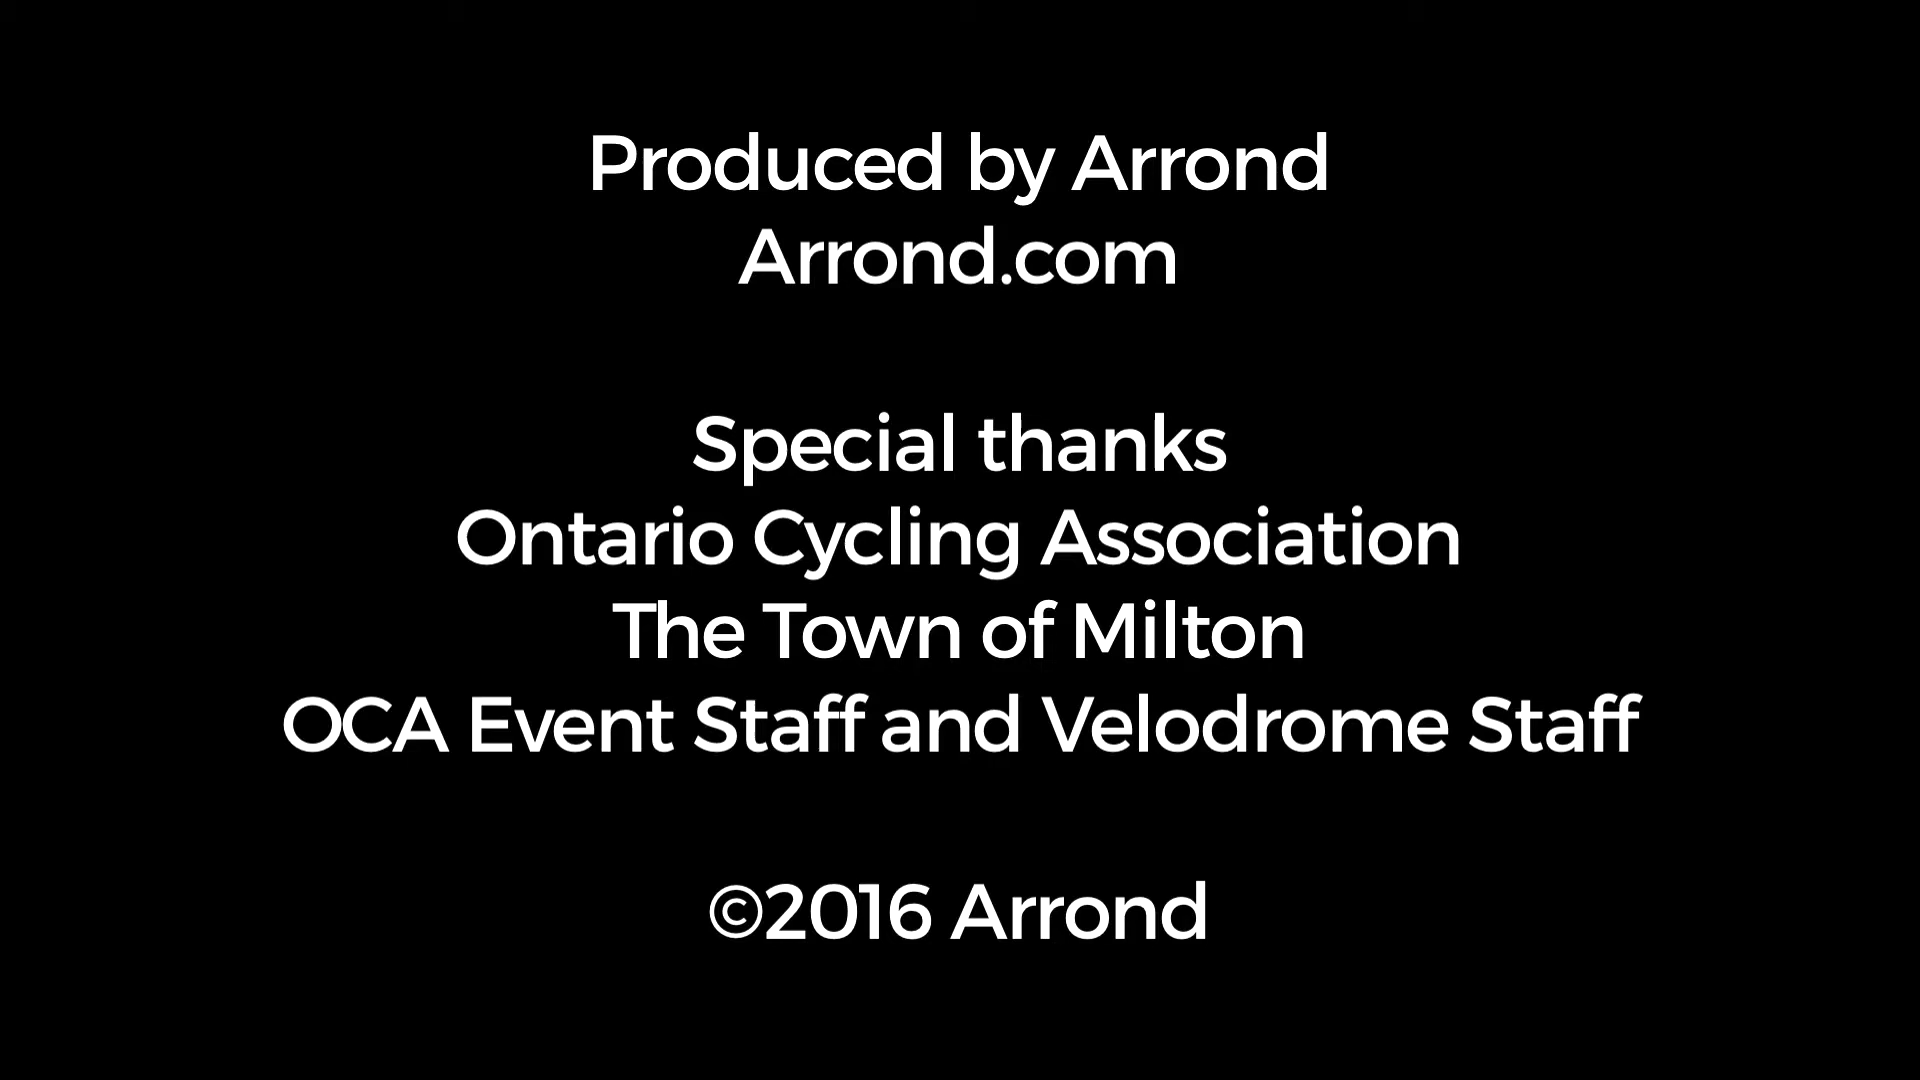 Produced by Arrond
Arrond.com
Special thanks
Ontario Cycling Association
The Town of Milton
OCA Event Staff and Velodrome Staff
©2016 Arrond